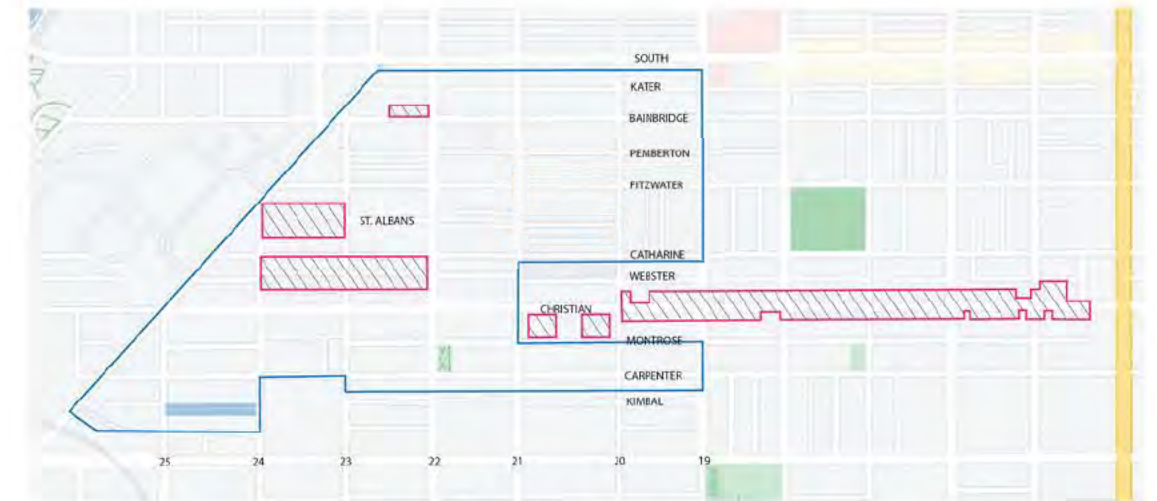 SOUTH
KATER
BAINBRIDGE
PEMBERTON
FITZWATER
ST. ALBANS
CATHARINE
WEBSTER
CHRISTIAN
MONTROSE
CARPENTER
KIMBAL
25 24 23 22 21 20 19